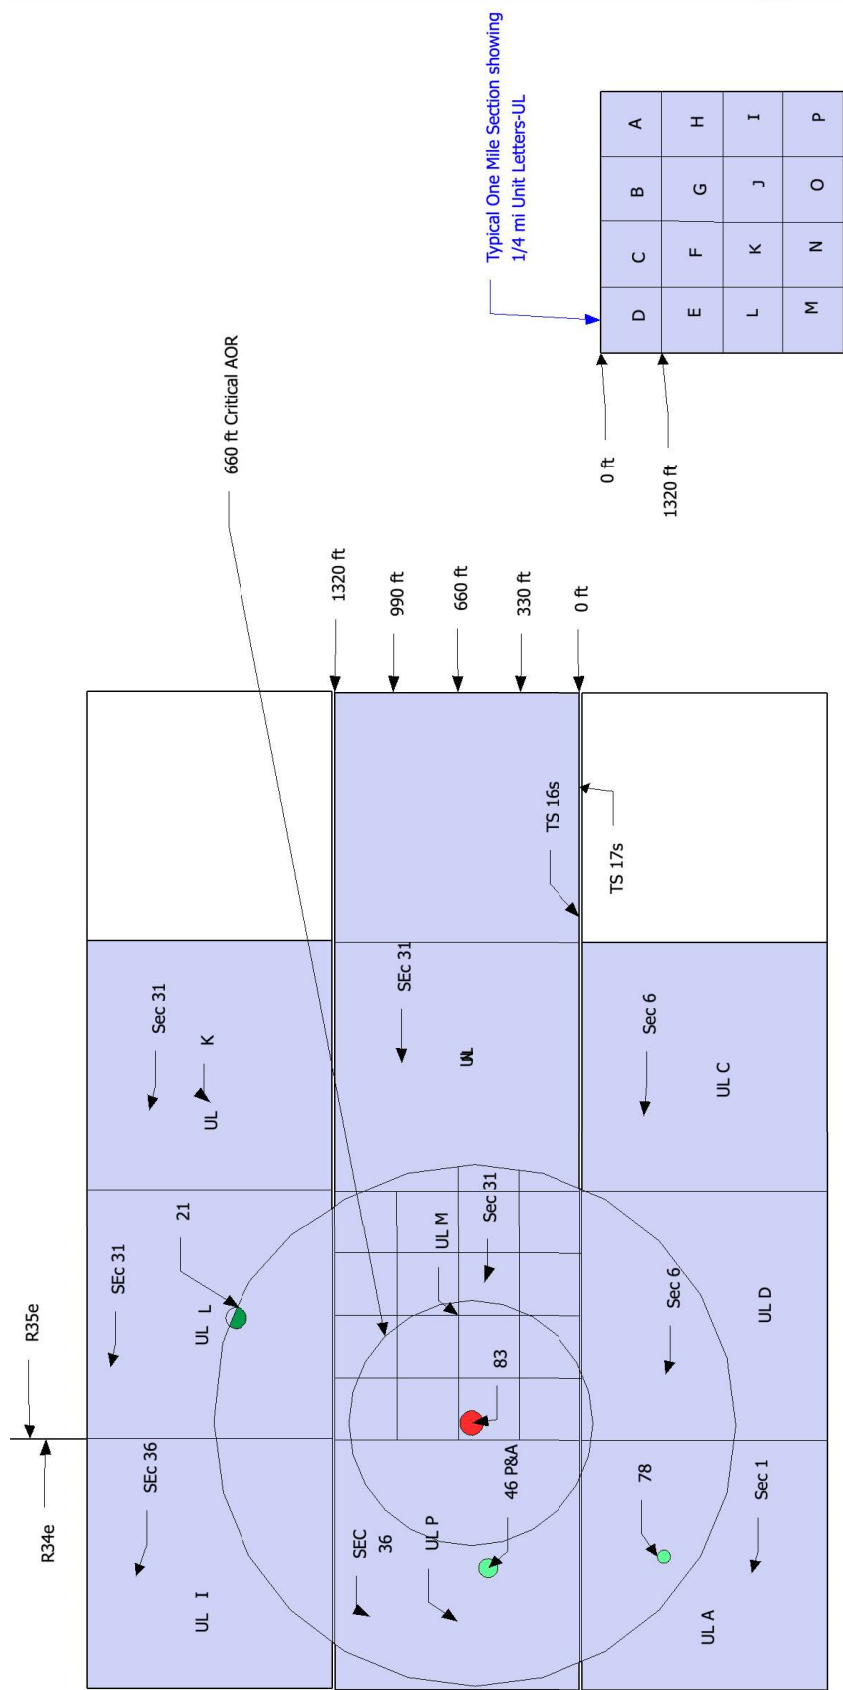 R35e
R34e
SEc 31
SEc 36
Sec 31
21
UL I
UL L
UL K
660 ft Critical AOR
1320 ft
990 ft
660 ft
330 ft
0 ft
SEC
36
SEc 31
UL P
UL M
Sec 31
83
46 P&A
TS 16s
TS 17s
78
Sec 6
Sec 6
UL A
UL C
Sec 1
UL D
Typical One Mile Section showing
1/4 mi Unit Letters-UL
0 ft
1320 ft
D C B A
E F G H
L K J I
M N O P